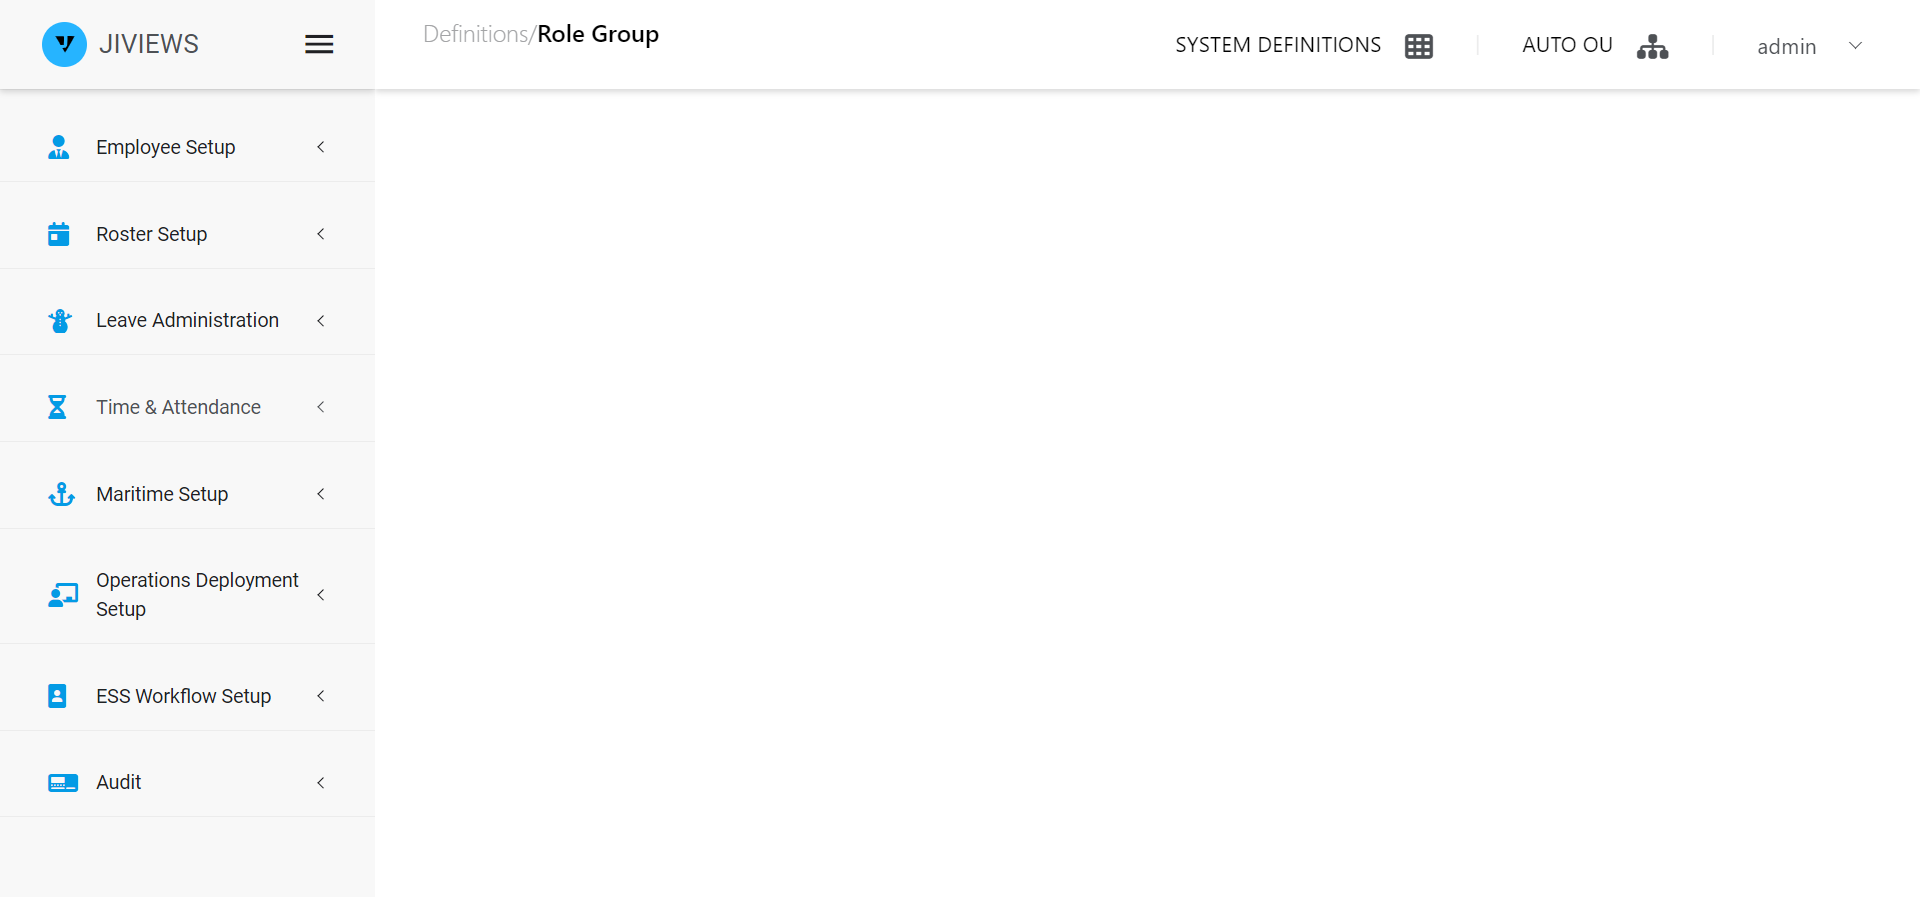 JIVIEWS
Definitions/Role Group
SYSTEM DEFINITIONS
AUTO OU
admin
Employee Setup
Roster Setup
Leave Administration
Time & Attendance
Maritime Setup
Operations Deployment
Setup
ESS Workflow Setup
Audit